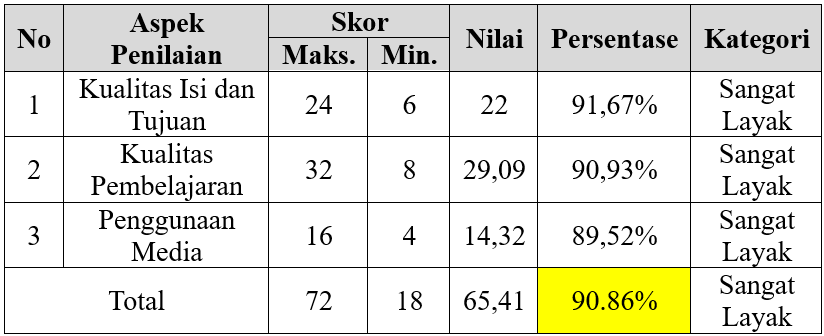 No Aspek Penilaian Skor Nilai Persentase Kategori
Maks. Min.
1 Kualitas Isi dan Tujuan 24 6 22 91,67% Sangat Layak
2 Kualitas Pembelajaran 32 8 29,09 90,93% Sangat Layak
3 Penggunaan Media 16 4 14,32 89,52% Sangat Layak
Total 72 18 65,41 90.86% Sangat Layak